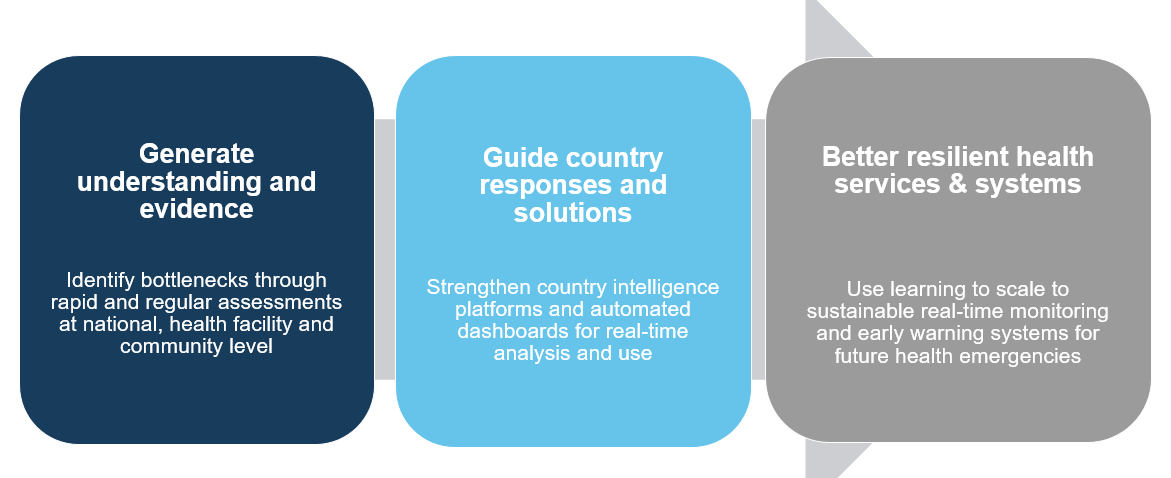 Generate
understanding and
evidence
Identify bottlenecks through
rapid and regular assessments
at national, health facility and
community level
Guide country
responses and
solutions
Strengthen country intelligence
platforms and automated
dashboards for real-time
analysis and use
Better resilient health
services & systems
Use learning to scale to
sustainable real-time monitoring
and early warning systems for
future health emergencies